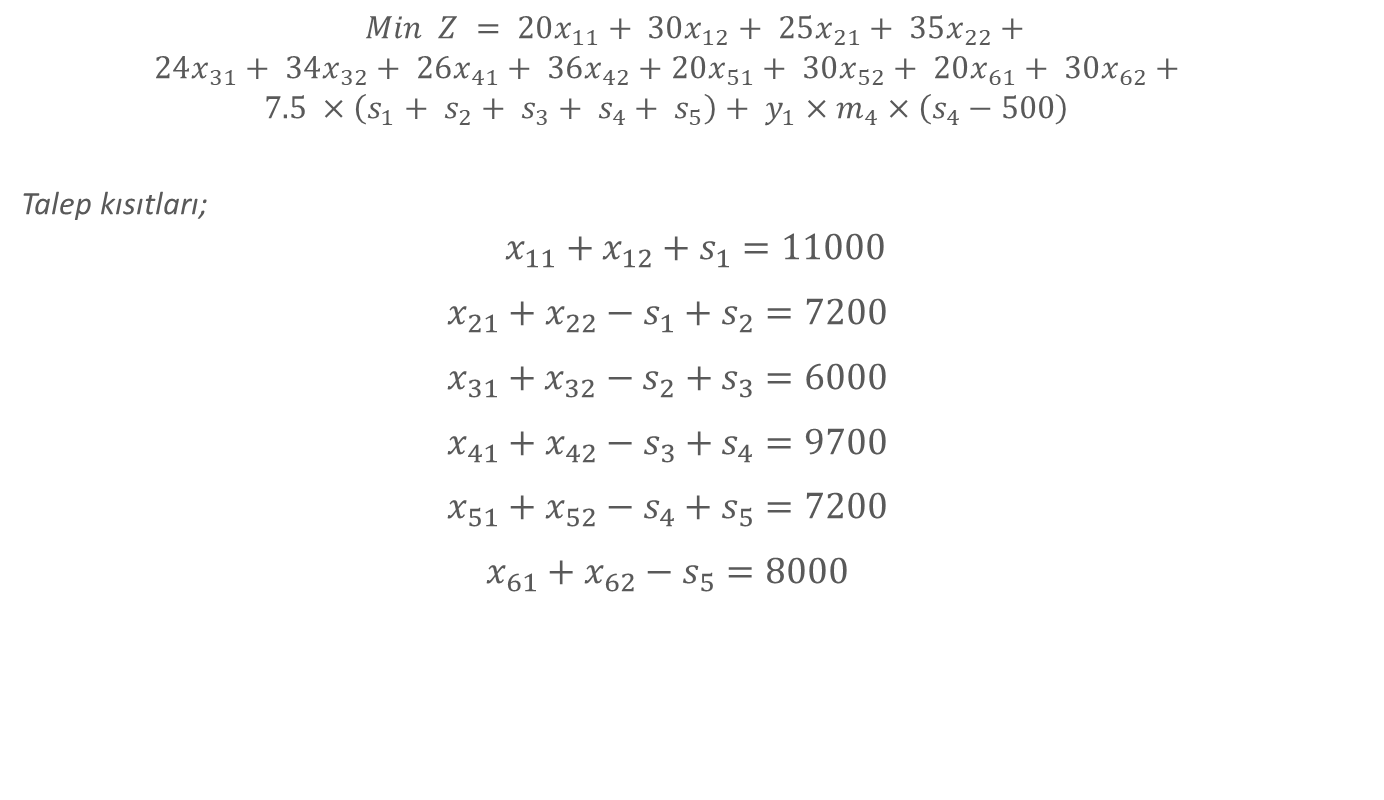 Min Z = 20x₁₁ + 30x₁₂ + 25x₂₁ + 35x₂₂ +
24x₃₁ + 34x₃₂ + 26x₄₁ + 36x₄₂ + 20x₅₁ + 30x₅₂ + 20x₆₁ + 30x₆₂ +
7.5 × (s₁ + s₂ + s₃ + s₄ + s₅) + y₁ × m₄ × (s₄ − 500)
Talep kısıtları;
x₁₁ + x₁₂ + s₁ = 11000
x₂₁ + x₂₂ − s₁ + s₂ = 7200
x₃₁ + x₃₂ − s₂ + s₃ = 6000
x₄₁ + x₄₂ − s₃ + s₄ = 9700
x₅₁ + x₅₂ − s₄ + s₅ = 7200
x₆₁ + x₆₂ − s₅ = 8000